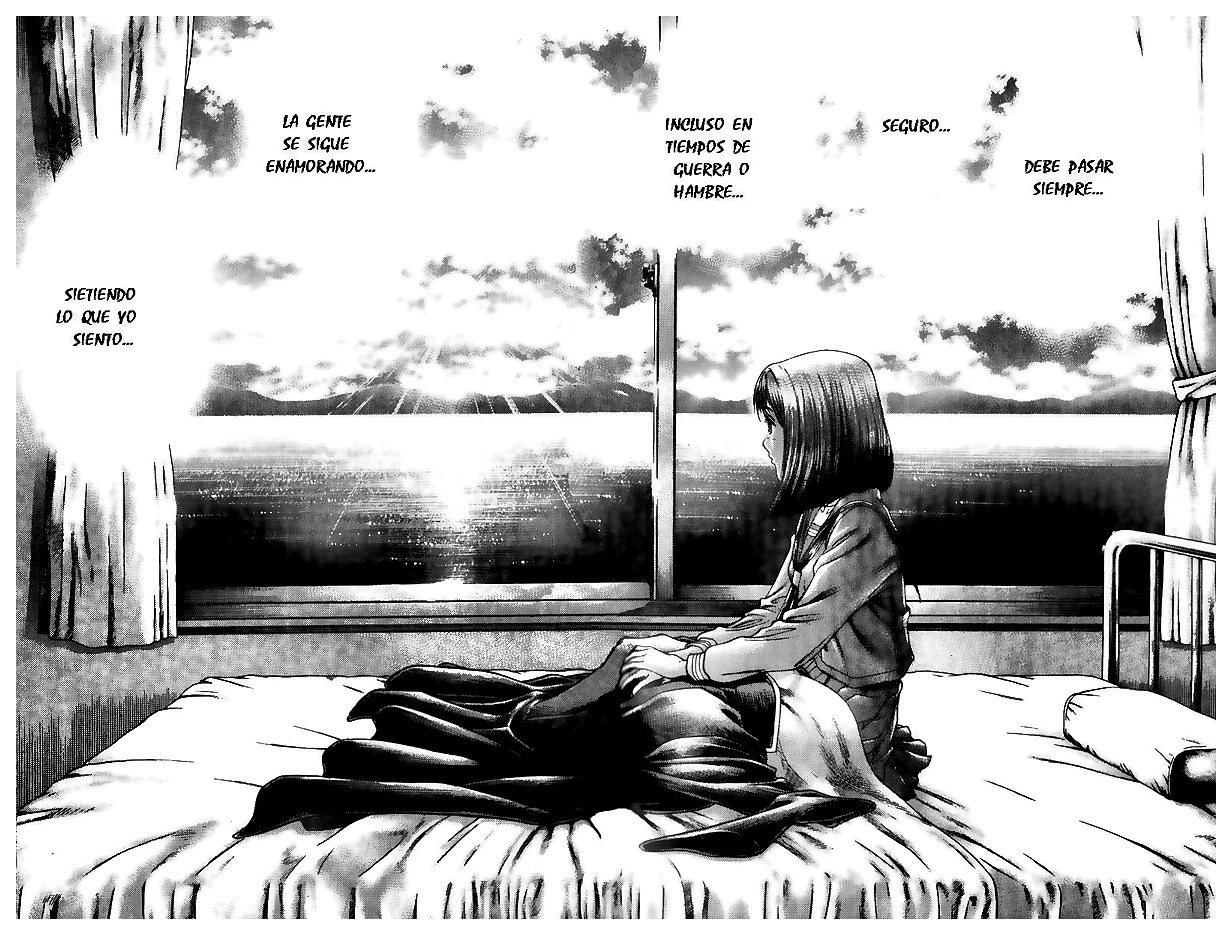 DEBE PASAR
SIEMPRE...
SEGURO...
INCLUSO EN
TIEMPOS DE
GUERRA O
HAMBRE...
LA GENTE
SE SIGUE
ENAMORANDO...
SIETIENDO
LO QUE YO
SIENTO...